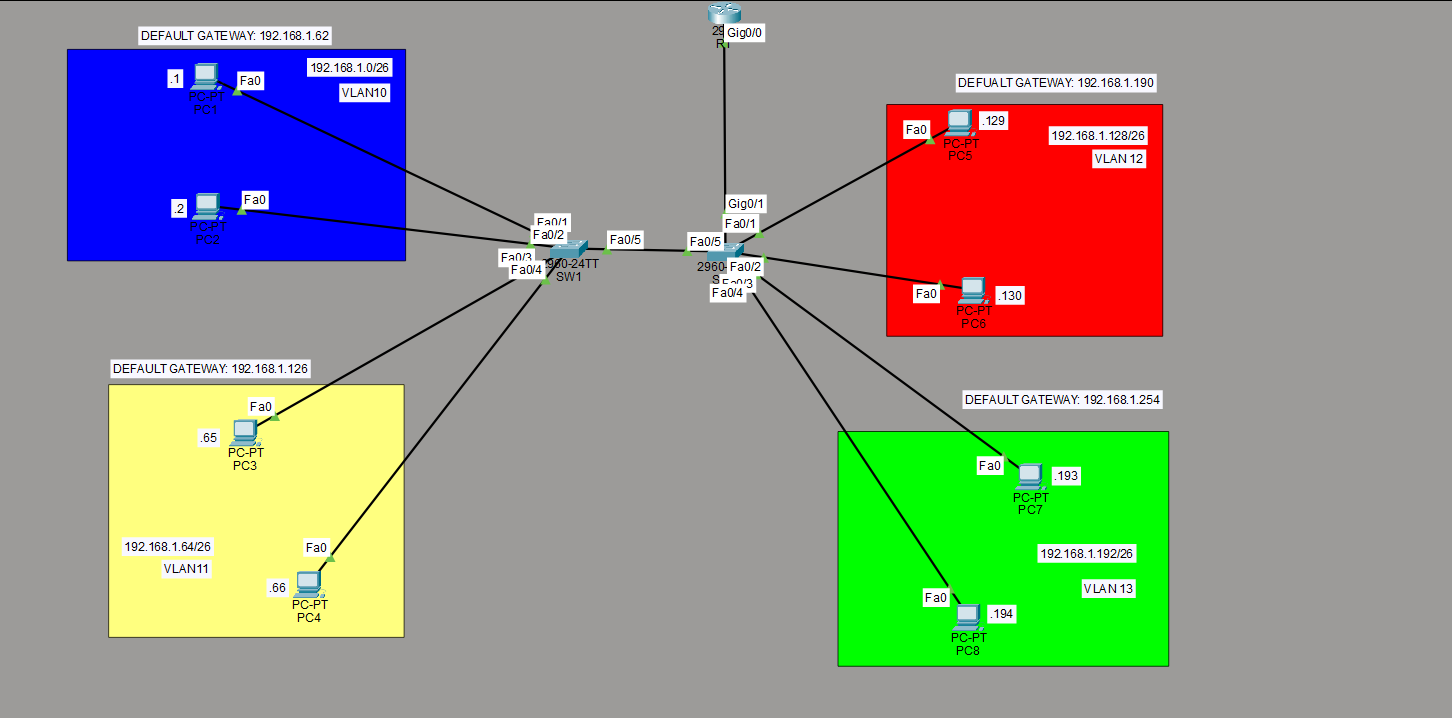 DEFAULT GATEWAY: 192.168.1.62
192.168.1.0/26
VLAN10
.1
Fa0
PC-PT
PC1
.2
Fa0
PC-PT
PC2
Gig0/0
Gig0/1
Fa0/1
Fa0/5
Fa0/2
Fa0/3
Fa0/4
2960-24TT
SW1
Fa0/1
Fa0/2
Fa0/3
Fa0/4
Fa0/5
DEFUALT GATEWAY: 192.168.1.190
Fa0
.129
PC-PT
PC5
192.168.1.128/26
VLAN 12
Fa0
.130
PC-PT
PC6
DEFAULT GATEWAY: 192.168.1.126
Fa0
.65
PC-PT
PC3
192.168.1.64/26
VLAN11
Fa0
.66
PC-PT
PC4
DEFAULT GATEWAY: 192.168.1.254
Fa0
.193
PC-PT
PC7
192.168.1.192/26
VLAN 13
Fa0
.194
PC-PT
PC8